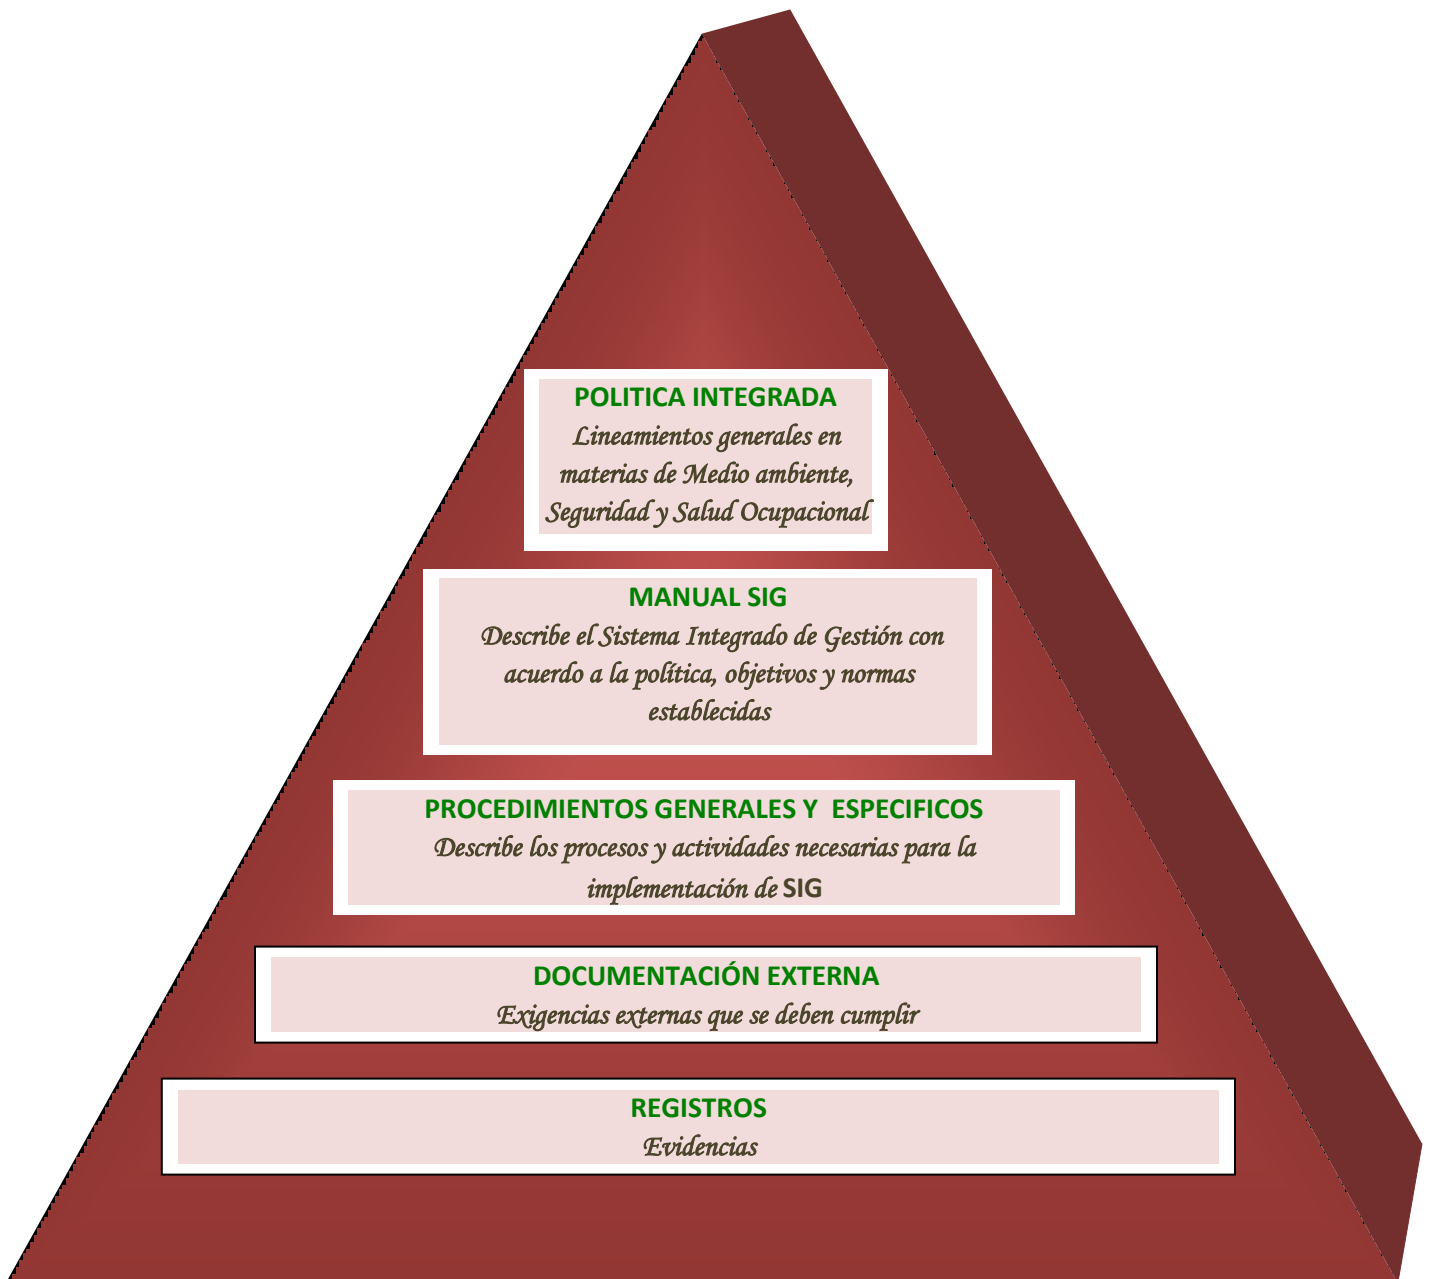 POLITICA INTEGRADA
Lineamientos generales en
materias de Medio ambiente,
Seguridad y Salud Ocupacional
MANUAL SIG
Describe el Sistema Integrado de Gestión con
acuerdo a la política, objetivos y normas
establecidas
PROCEDIMIENTOS GENERALES Y ESPECIFICOS
Describe los procesos y actividades necesarias para la
implementación de SIG
DOCUMENTACIÓN EXTERNA
Exigencias externas que se deben cumplir
REGISTROS
Evidencias